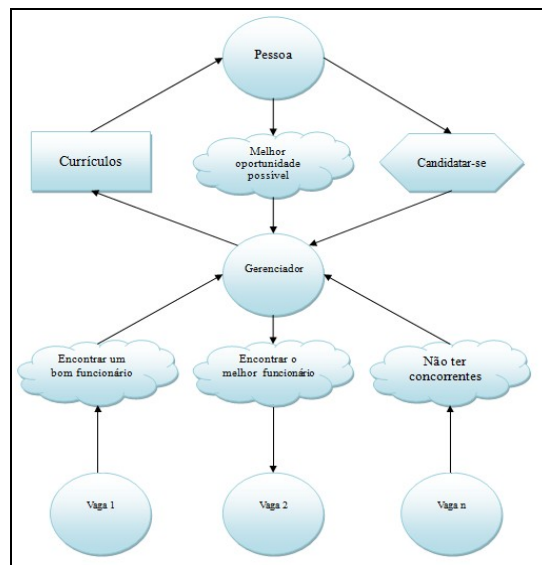 Pessoa
Currículos
Melhor
oportunidade
possível
Candidatar-se
Gerenciador
Encontrar um
bom funcionário
Encontrar o
melhor funcionário
Não ter
concorrentes
Vaga 1
Vaga 2
Vaga n